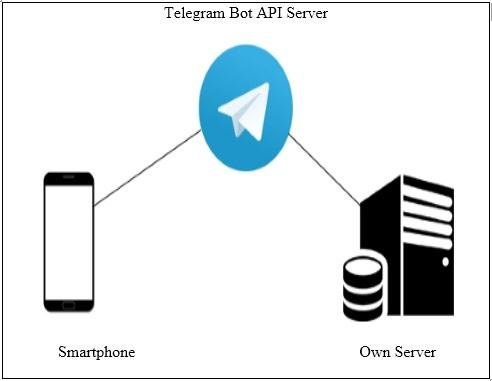 Telegram Bot API Server
Smartphone
Own Server